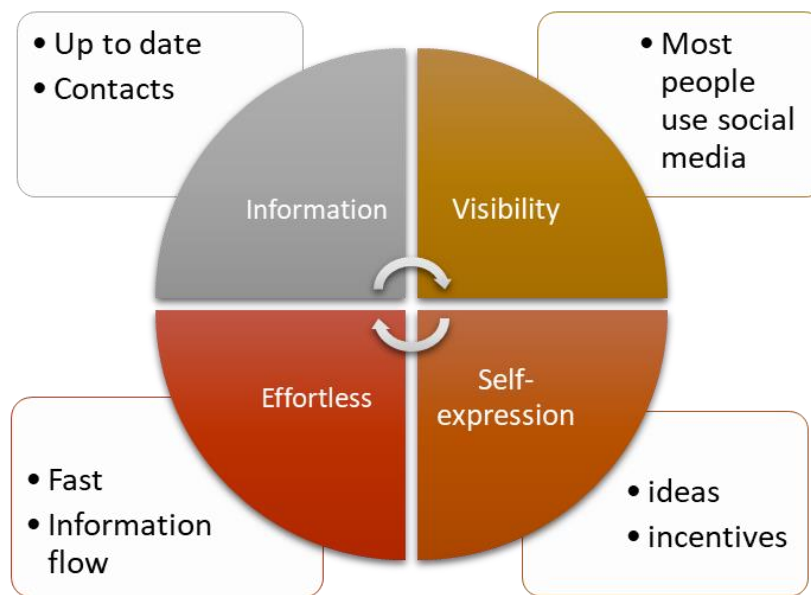 • Up to date
• Contacts
• Most
people
use social
media
Information
Visibility
Effortless
Self-
expression
• Fast
• Information
flow
• ideas
• incentives